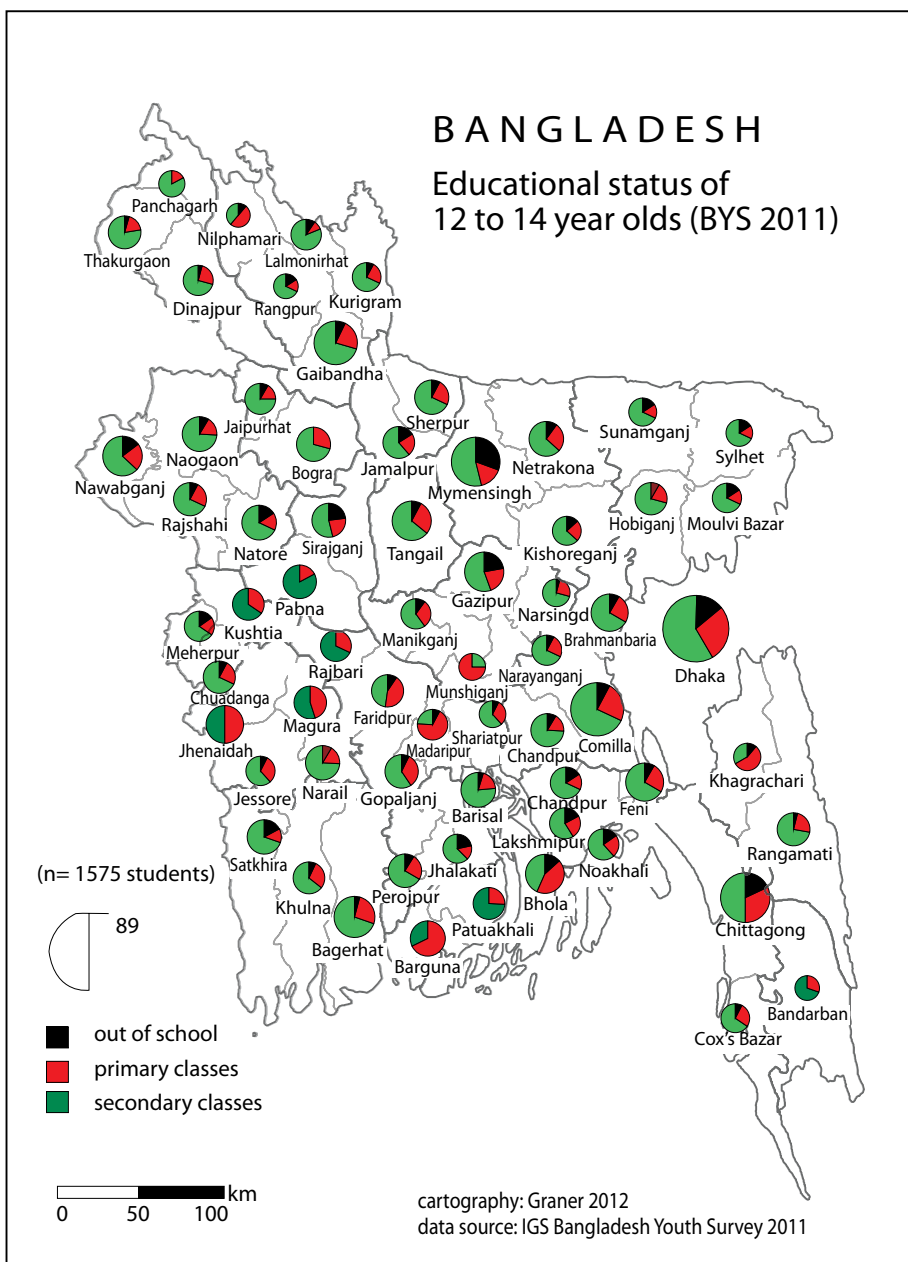 BANGLADESH
Educational status of
12 to 14 year olds (BYS 2011)
Panchagarh
Nilphamari
Thakurgaon
Lalmonirhat
Dinajpur
Rangpur
Kurigram
Gaibandha
Jaipurhat
Sherpur
Sunamganj
Naogaon
Bogra
Jamalpur
Netrakona
Sylhet
Nawabganj
Mymensingh
Rajshahi
Hobiganj
Moulvi Bazar
Natore
Sirajganj
Tangail
Kishoreganj
Gazipur
Pabna
Narsingd
Kushtia
Manikganj
Brahmanbaria
Meherpur
Rajbari
Dhaka
Munshiganj
Narayanganj
Chuadanga
Magura
Faridpur
Shariatpur
Jhenaidah
Madaripur
Chandpur
Comilla
Khagrachari
Jessore
Narail
Gopaljanj
Barisal
Chandpur
Feni
Lakshmipur
Satkhira
Rangamati
Jhalakati
Noakhali
(n= 1575 students)
Khulna
Perojpur
Bhola
89
Patuakhali
Chittagong
Bagerhat
Barguna
Bandarban
Cox's Bazar
out of school
primary classes
secondary classes
km
0 50 100
cartography: Graner 2012
data source: IGS Bangladesh Youth Survey 2011